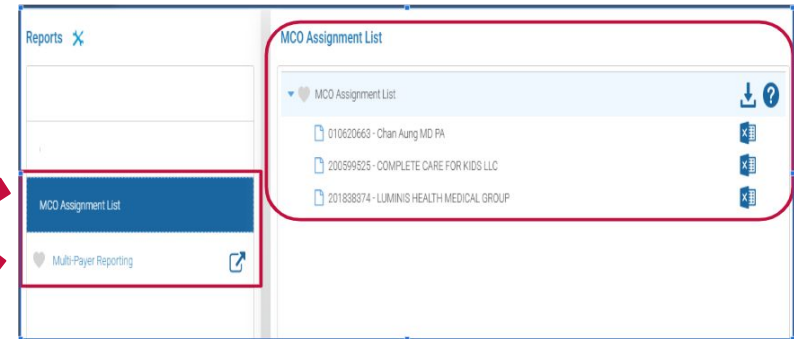 Reports
MCO Assignment List
Multi-Payer Reporting
MCO Assignment List
MCO Assignment List
010620663 - Chan Aung MD PA
200599525 - COMPLETE CARE FOR KIDS LLC
201838374 - LUMINIS HEALTH MEDICAL GROUP